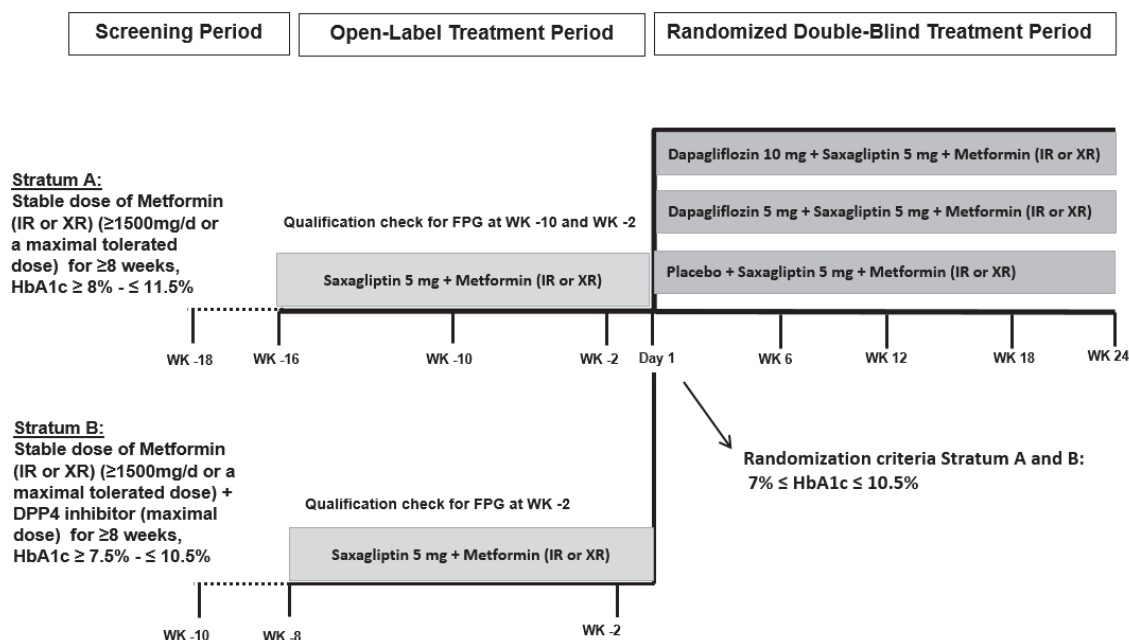 Screening Period
Open-Label Treatment Period
Randomized Double-Blind Treatment Period
Stratum A:
Stable dose of Metformin
(IR or XR) (≥1500mg/d or
a maximal tolerated
dose) for ≥8 weeks,
HbA1c ≥ 8% - ≤ 11.5%
Qualification check for FPG at WK -10 and WK -2
Saxagliptin 5 mg + Metformin (IR or XR)
Dapagliflozin 10 mg + Saxagliptin 5 mg + Metformin (IR or XR)
Dapagliflozin 5 mg + Saxagliptin 5 mg + Metformin (IR or XR)
Placebo + Saxagliptin 5 mg + Metformin (IR or XR)
WK -18
WK -16
WK -10
WK -2
Day 1
WK 6
WK 12
WK 18
WK 24
Stratum B:
Stable dose of Metformin
(IR or XR) (≥1500mg/d or a
maximal tolerated dose) +
DPP4 inhibitor (maximal
dose) for ≥8 weeks,
HbA1c ≥ 7.5% - ≤ 10.5%
Qualification check for FPG at WK -2
Saxagliptin 5 mg + Metformin (IR or XR)
WK -10
WK -8
WK -2
Randomization criteria Stratum A and B:
7% ≤ HbA1c ≤ 10.5%